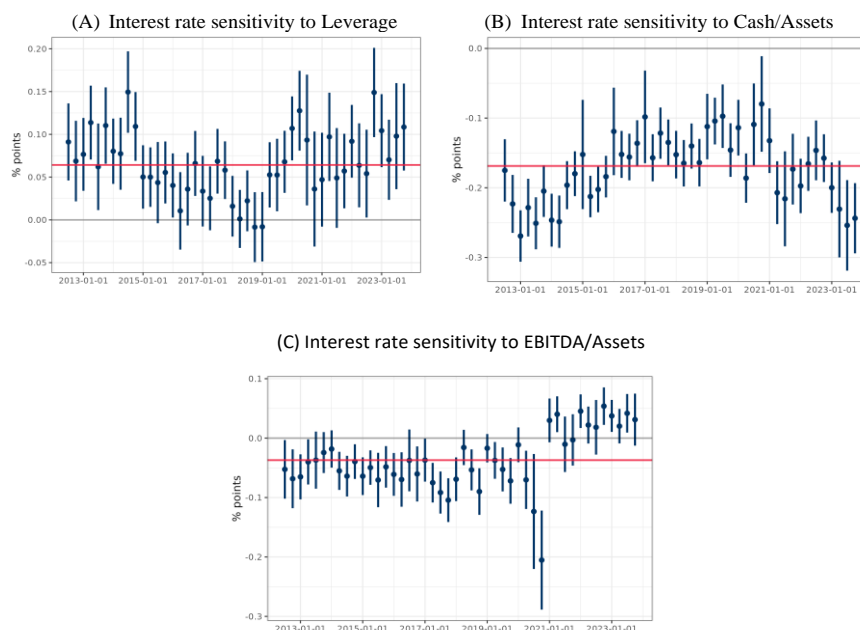 (A) Interest rate sensitivity to Leverage
0.20
0.15
0.10
0.05
0.00
-0.05
% points
2013-01-01 2015-01-01 2017-01-01 2019-01-01 2021-01-01 2023-01-01
(B) Interest rate sensitivity to Cash/Assets
0.0
-0.1
-0.2
-0.3
% points
2013-01-01 2015-01-01 2017-01-01 2019-01-01 2021-01-01 2023-01-01
(C) Interest rate sensitivity to EBITDA/Assets
0.1
0.0
-0.1
-0.2
-0.3
% points
2013-01-01 2015-01-01 2017-01-01 2019-01-01 2021-01-01 2023-01-01